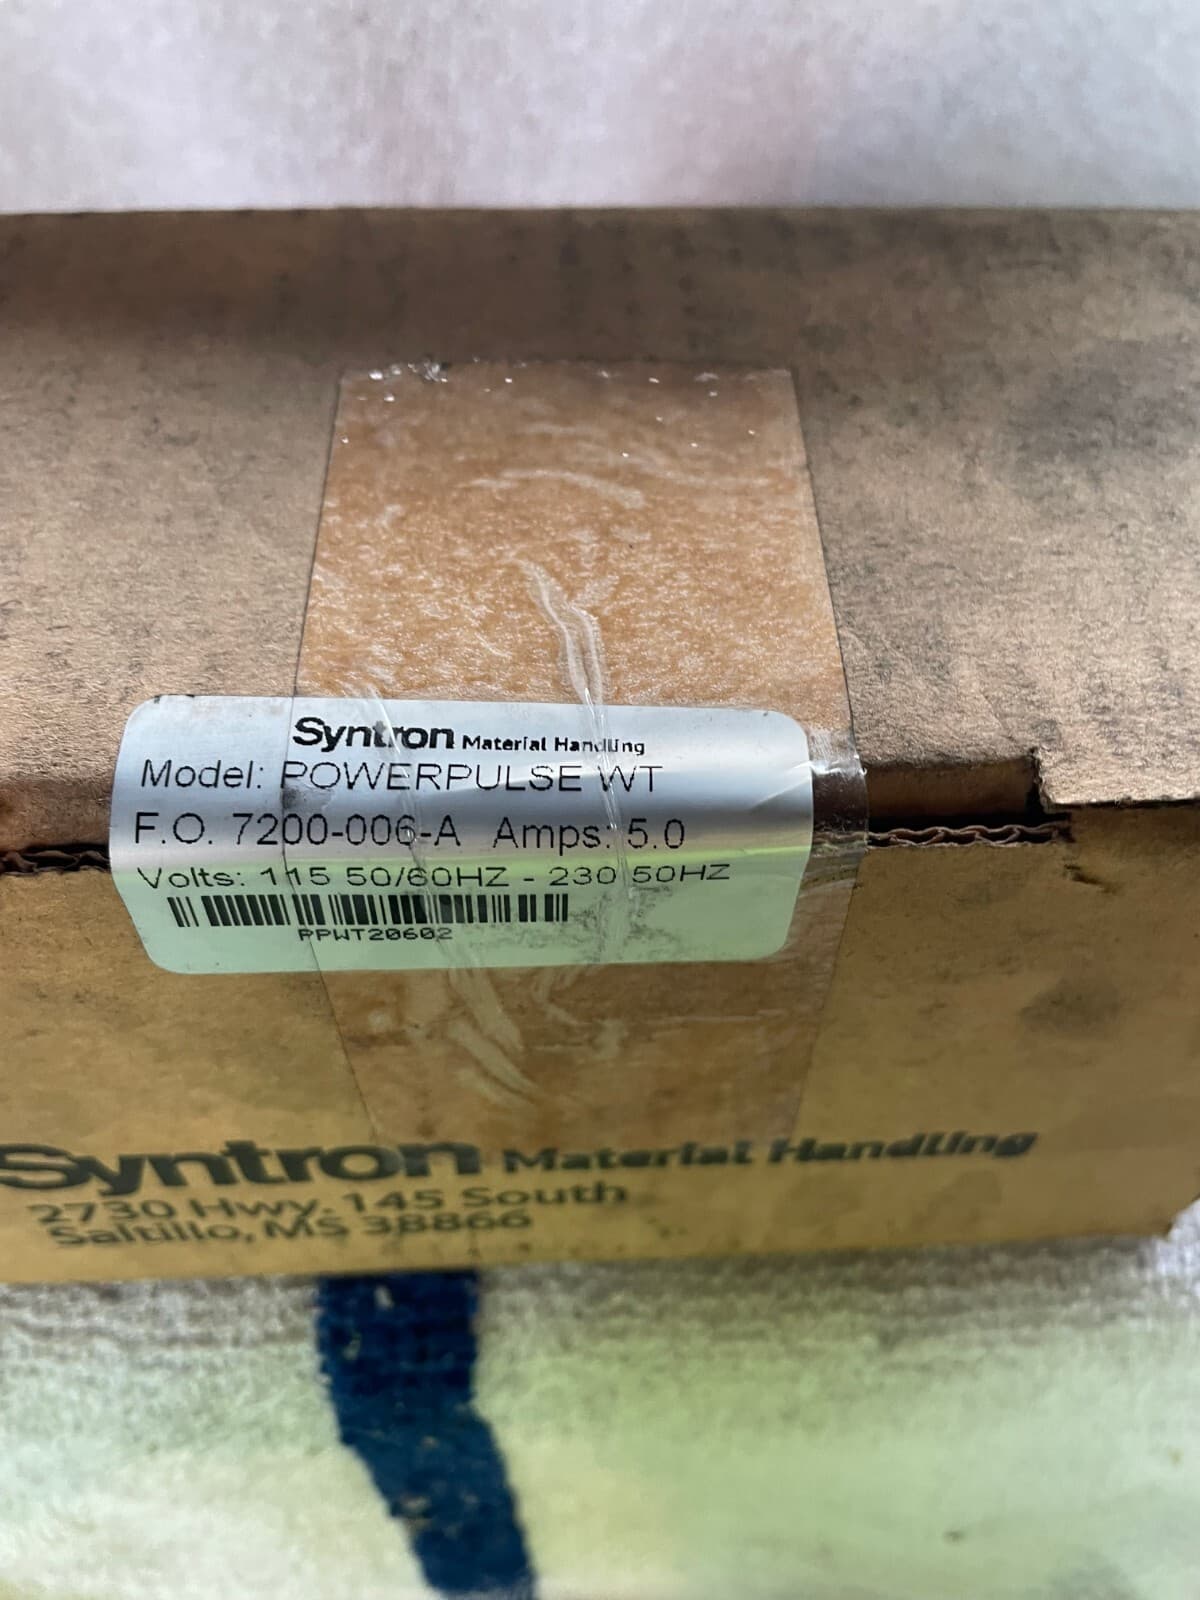 Syntron Material Handling
Model: POWERPULSE WT
F.O. 7200-006-A Amps: 5.0
Volts: 115 50/60HZ - 230 50HZ
PPWT20602
Syntron Material Handling
2730 Hwy. 145 South
Saltillo, MS 38866